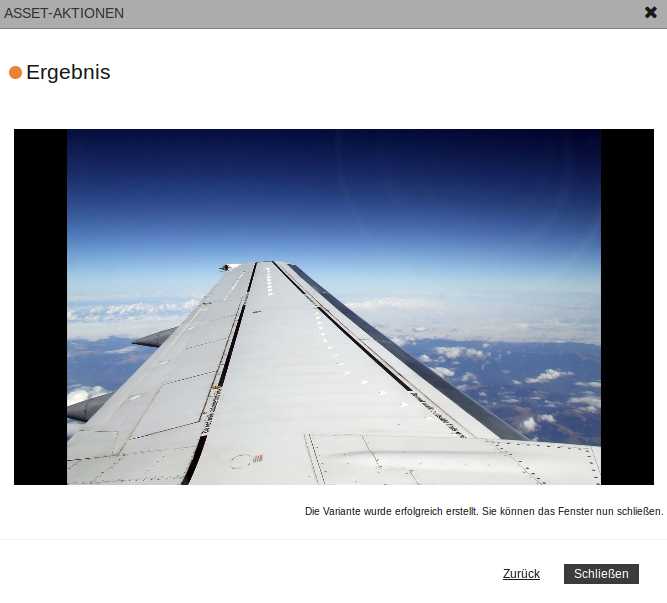 ASSET-AKTIONEN
Ergebnis
Die Variante wurde erfolgreich erstellt. Sie können das Fenster nun schließen.
Zurück
Schließen